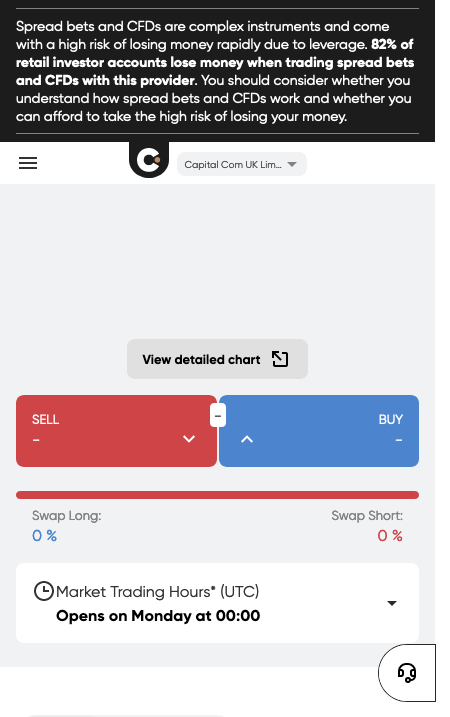 Spread bets and CFDs are complex instruments and come
with a high risk of losing money rapidly due to leverage. 82% of
retail investor accounts lose money when trading spread bets
and CFDs with this provider. You should consider whether you
understand how spread bets and CFDs work and whether you
can afford to take the high risk of losing your money.
Capital Com UK Lim...
View detailed chart
SELL
-
-
BUY
-
Swap Long:
0 %
Swap Short:
0 %
Market Trading Hours* (UTC)
Opens on Monday at 00:00